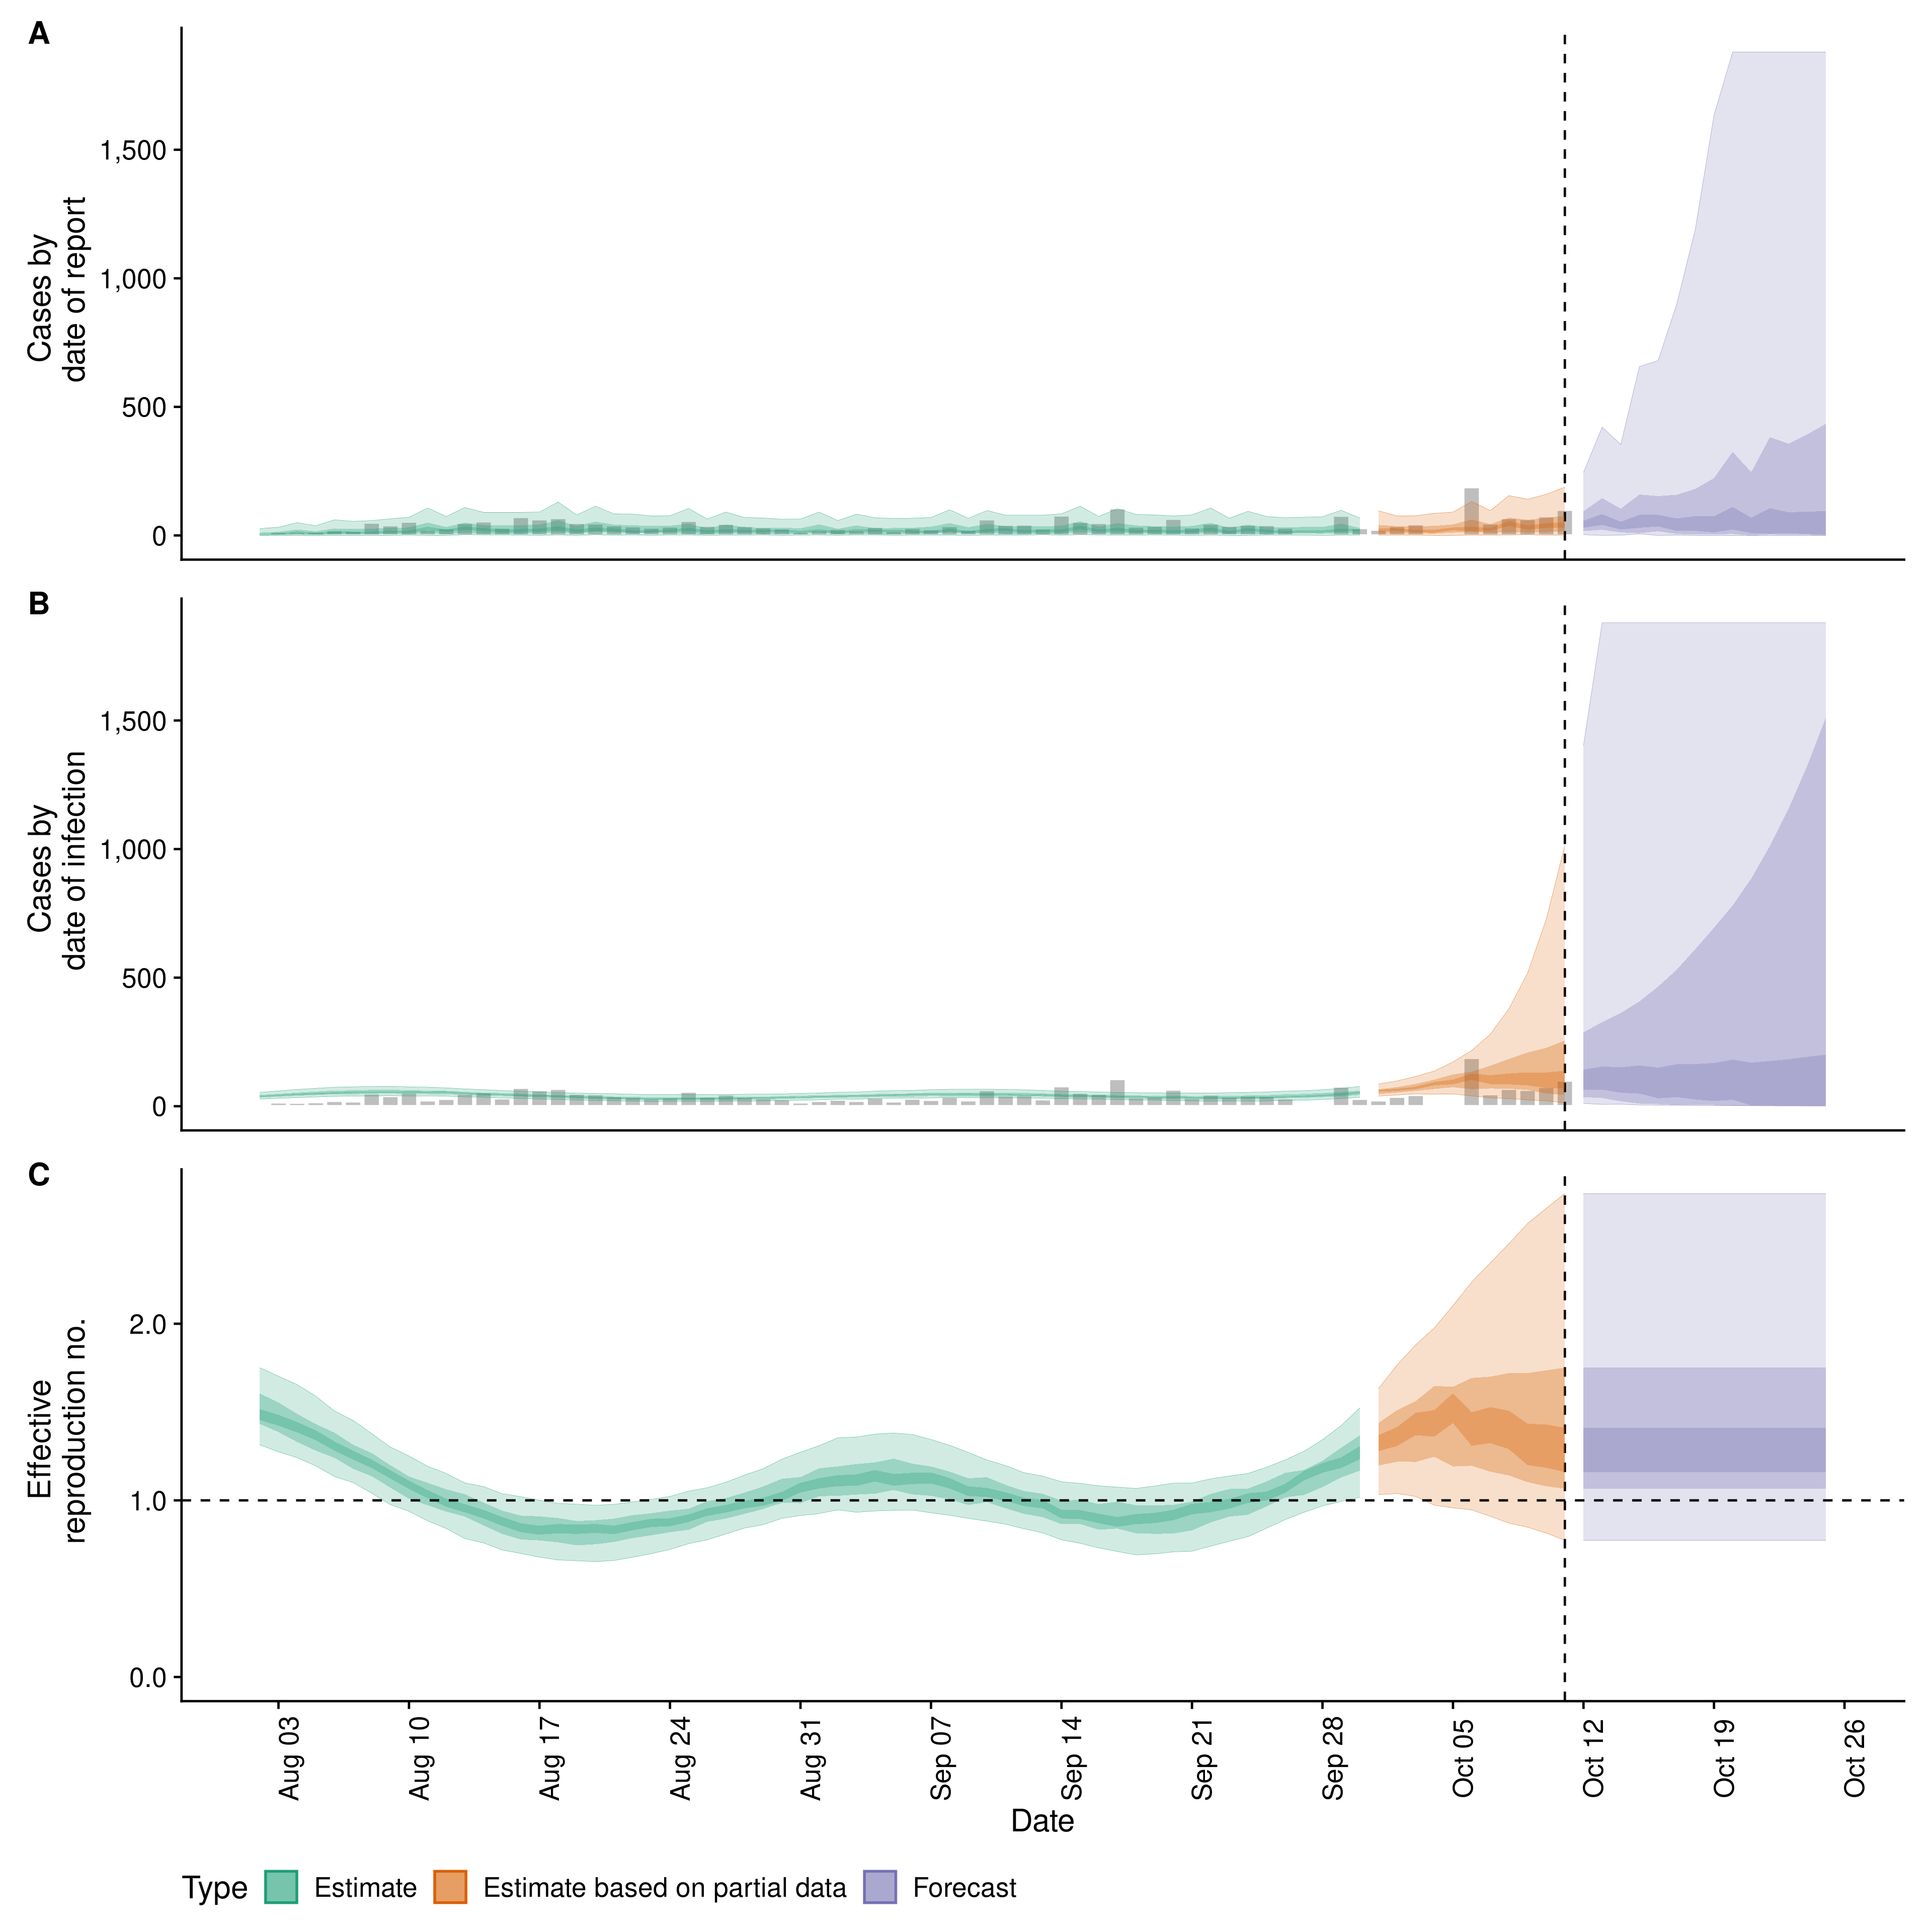 A
Cases by
date of report
1,500
1,000
500
0
B
Cases by
date of infection
1,500
1,000
500
0
C
Effective
reproduction no.
2.0
1.0
0.0
Aug 03
Aug 10
Aug 17
Aug 24
Aug 31
Sep 07
Sep 14
Sep 21
Sep 28
Oct 05
Oct 12
Oct 19
Oct 26
Date
Type Estimate Estimate based on partial data Forecast